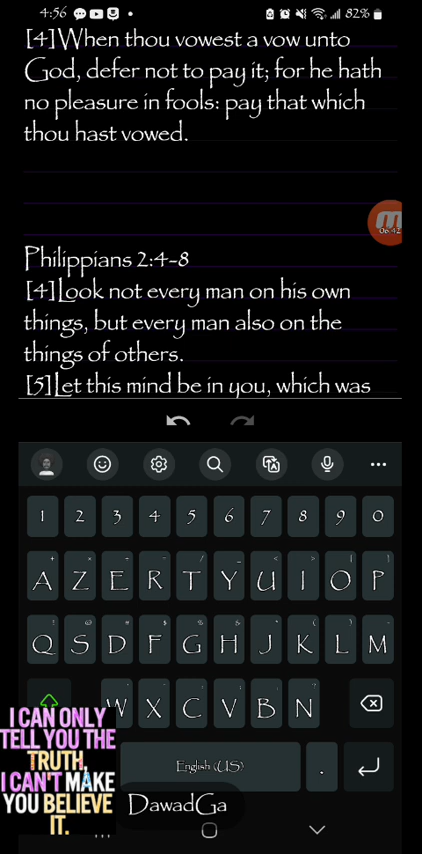 4:56 82%
[4]When thou vowest a vow unto
God, defer not to pay it; for he hath
no pleasure in fools: pay that which
thou hast vowed.
06:42
Philippians 2:4-8
[4]Look not every man on his own
things, but every man also on the
things of others.
[5]Let this mind be in you, which was
1 2 3 4 5 6 7 8 9 0
A Z E R T Y U I O P
Q S D F G H J K L M
W X C V B N
English (US) .
I CAN ONLY
TELL YOU THE
TRUTH,
I CAN'T MAKE
YOU BELIEVE
IT.
DawadGa